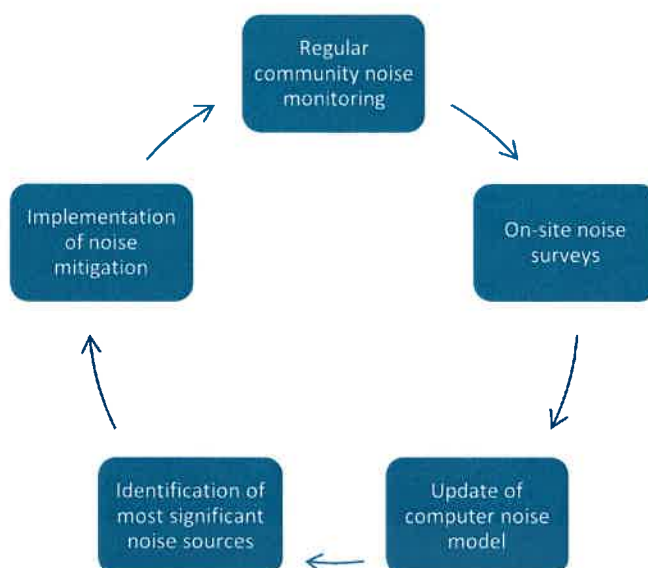 Regular
community noise
monitoring
On-site noise
surveys
Update of
computer noise
model
Identification of
most significant
noise sources
Implementation
of noise
mitigation